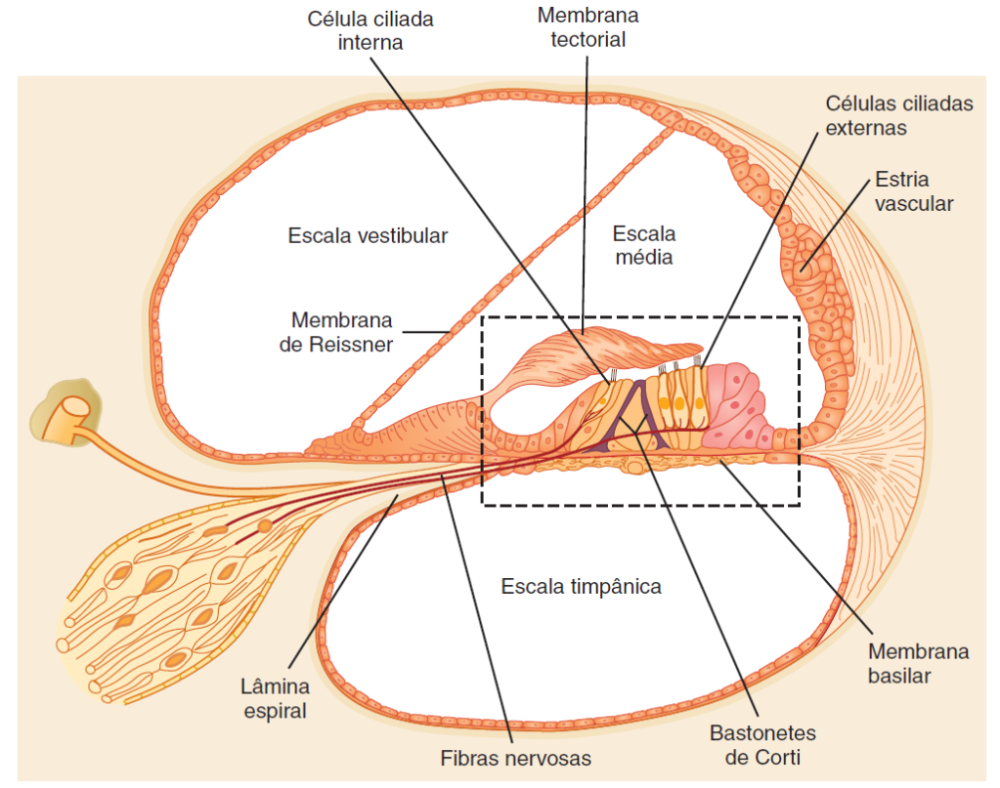 Célula ciliada
interna
Membrana
tectorial
Células ciliadas
externas
Estria
vascular
Escala vestibular
Escala
média
Membrana
de Reissner
Escala timpânica
Lâmina
espiral
Fibras nervosas
Bastonetes
de Corti
Membrana
basilar